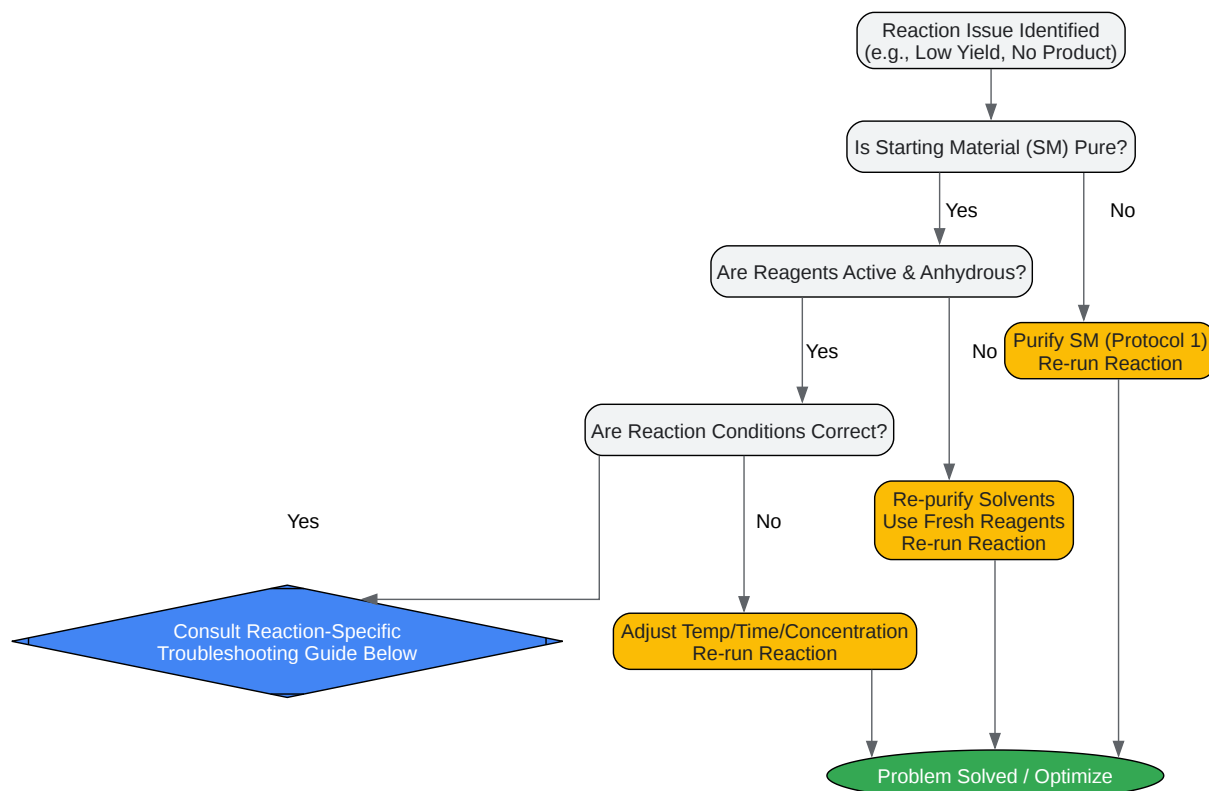 Reaction Issue Identified
(e.g., Low Yield, No Product)
Is Starting Material (SM) Pure?
Yes
No
Are Reagents Active & Anhydrous?
Purify SM (Protocol 1)
Re-run Reaction
Yes
No
Are Reaction Conditions Correct?
Re-purify Solvents
Use Fresh Reagents
Re-run Reaction
Yes
No
Consult Reaction-Specific
Troubleshooting Guide Below
Adjust Temp/Time/Concentration
Re-run Reaction
Problem Solved / Optimize